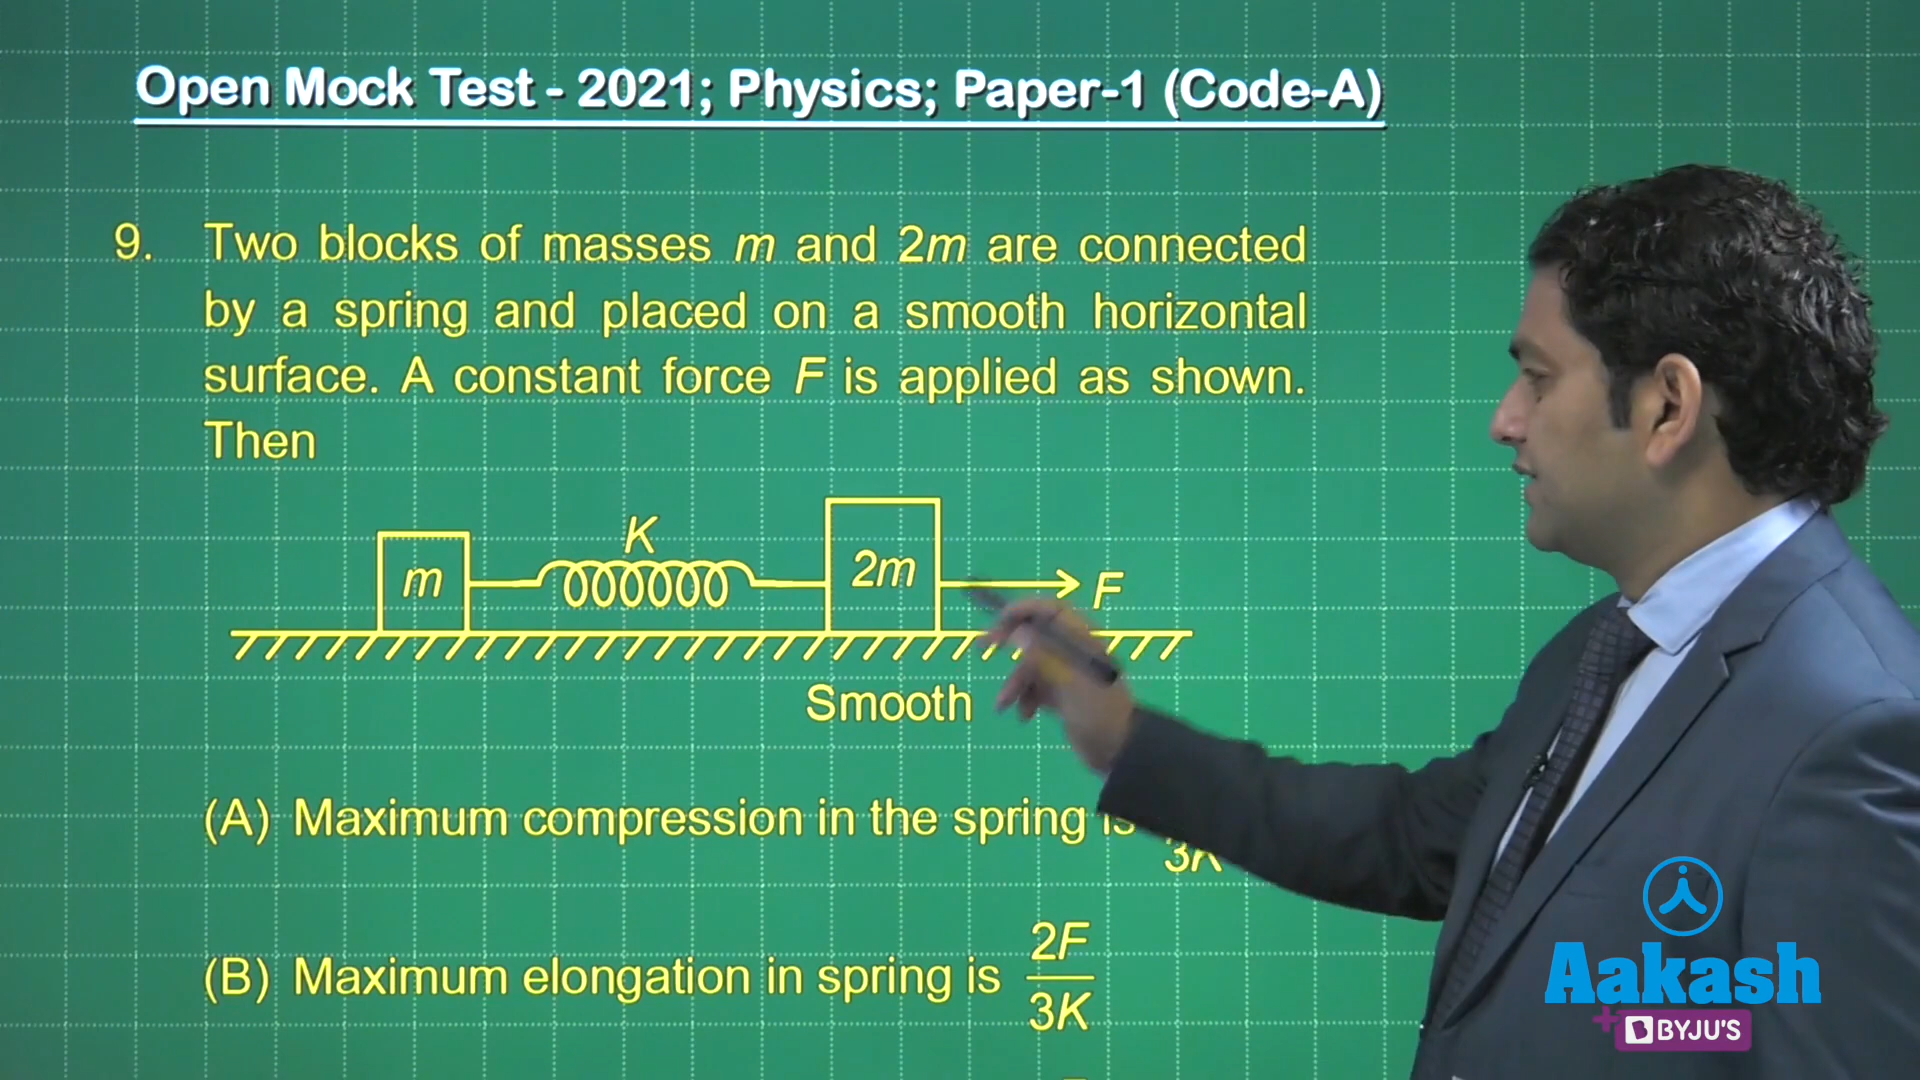 Open Mock Test - 2021; Physics; Paper-1 (Code-A)
9. Two blocks of masses m and 2m are connected
by a spring and placed on a smooth horizontal
surface. A constant force F is applied as shown.
Then
K
m
2m
F
Smooth
(A) Maximum compression in the spring is
3K
2F
(B) Maximum elongation in spring is
3K
Aakash
+ BYJU'S